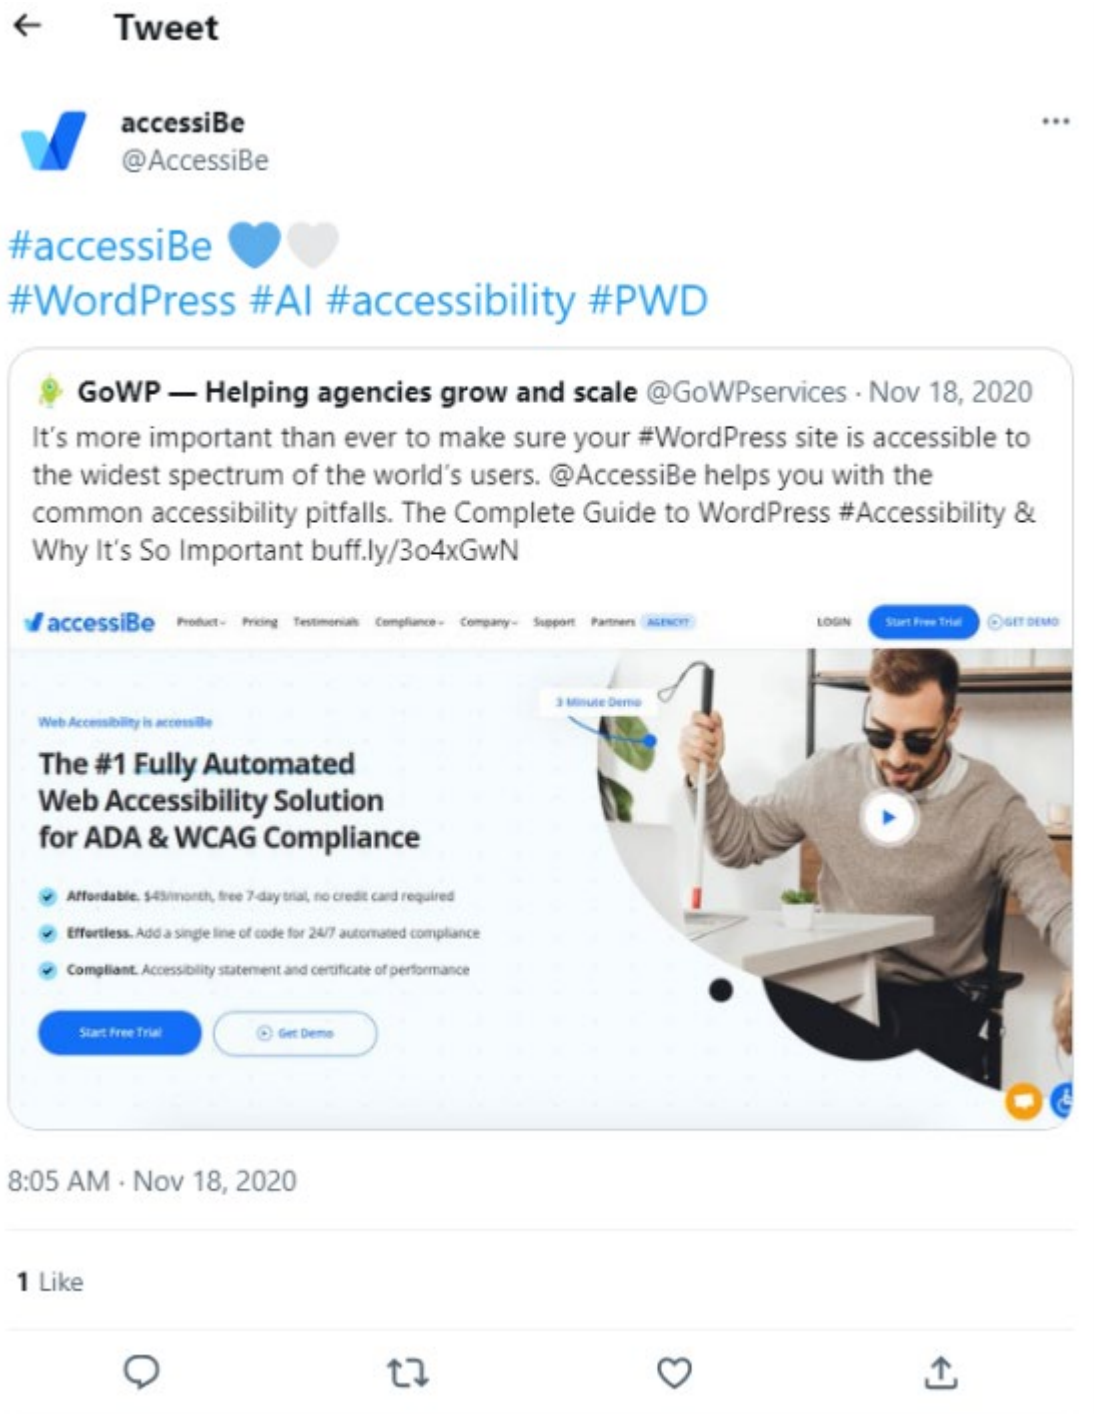 Tweet
accessiBe
@AccessiBe
#accessiBe
#WordPress #AI #accessibility #PWD
GoWP — Helping agencies grow and scale @GoWPservices · Nov 18, 2020
It's more important than ever to make sure your #WordPress site is accessible to
the widest spectrum of the world's users. @AccessiBe helps you with the
common accessibility pitfalls. The Complete Guide to WordPress #Accessibility &
Why It's So Important buff.ly/3o4xGwN
accessiBe Product Pricing Testimonials Compliance Company Support Partners AGENCY? LOGIN Start Free Trial GET DEMO
3 Minute Demo
Web Accessibility is accessiBe
The #1 Fully Automated
Web Accessibility Solution
for ADA & WCAG Compliance
Affordable. $49/month, free 7-day trial, no credit card required
Effortless. Add a single line of code for 24/7 automated compliance
Compliant. Accessibility statement and certificate of performance
Start Free Trial Get Demo
8:05 AM · Nov 18, 2020
1 Like